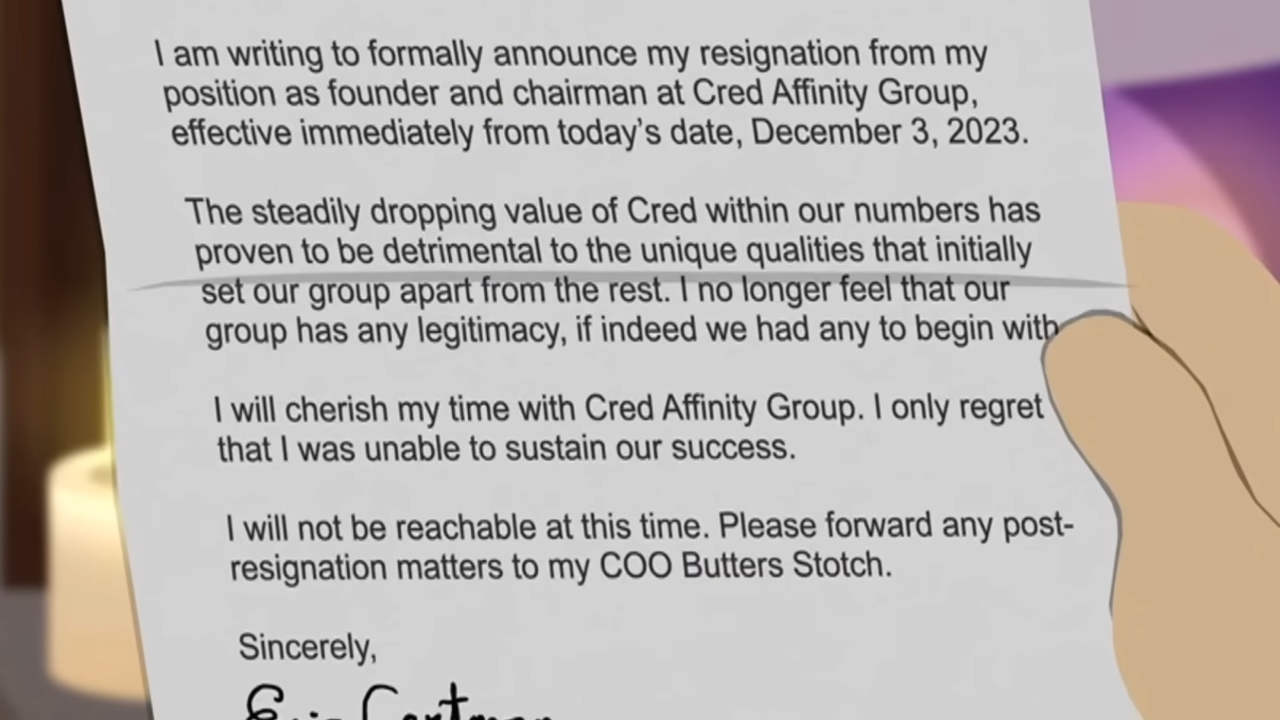 I am writing to formally announce my resignation from my
position as founder and chairman at Cred Affinity Group,
effective immediately from today's date, December 3, 2023.
The steadily dropping value of Cred within our numbers has
proven to be detrimental to the unique qualities that initially
set our group apart from the rest. I no longer feel that our
group has any legitimacy, if indeed we had any to begin with
I will cherish my time with Cred Affinity Group. I only regret
that I was unable to sustain our success.
I will not be reachable at this time. Please forward any post-
resignation matters to my COO Butters Stotch.
Sincerely,
Eric Cartman